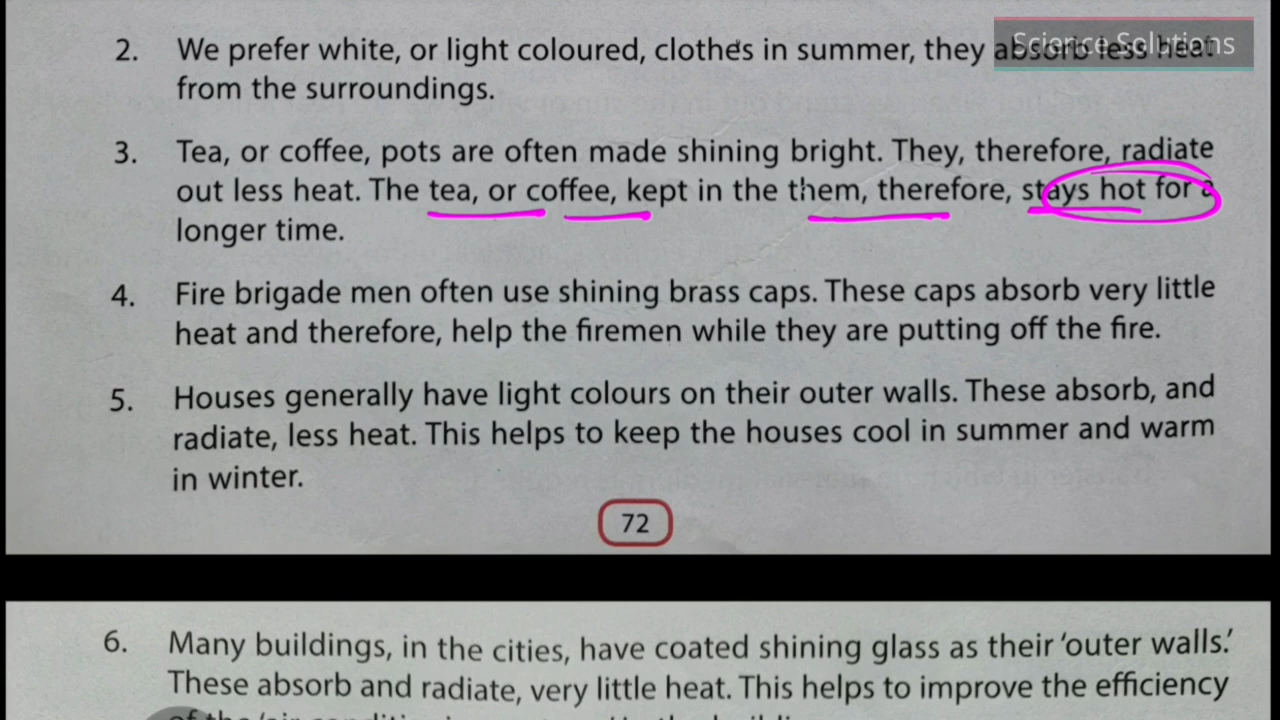 Science Solutions
2. We prefer white, or light coloured, clothes in summer, they absorb less heat
from the surroundings.
3. Tea, or coffee, pots are often made shining bright. They, therefore, radiate
out less heat. The tea, or coffee, kept in the them, therefore, stays hot for a
longer time.
4. Fire brigade men often use shining brass caps. These caps absorb very little
heat and therefore, help the firemen while they are putting off the fire.
5. Houses generally have light colours on their outer walls. These absorb, and
radiate, less heat. This helps to keep the houses cool in summer and warm
in winter.
72
6. Many buildings, in the cities, have coated shining glass as their 'outer walls.'
These absorb and radiate, very little heat. This helps to improve the efficiency